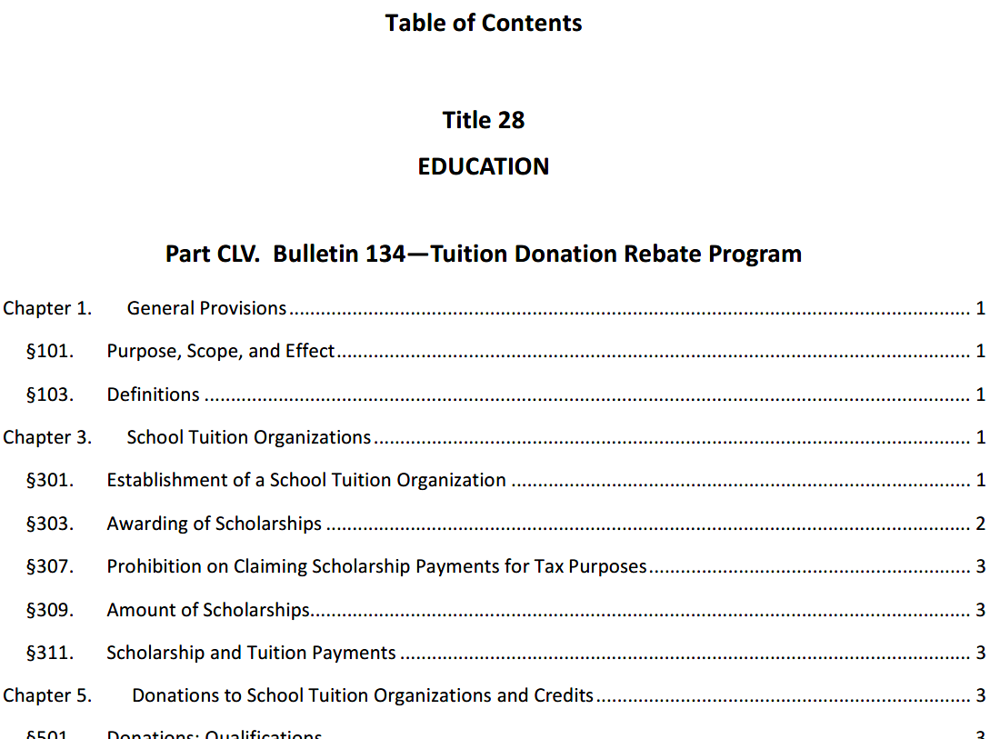 Table of Contents
Title 28
EDUCATION
Part CLV. Bulletin 134—Tuition Donation Rebate Program
Chapter 1. General Provisions ........................................ 1
§101. Purpose, Scope, and Effect ........................................ 1
§103. Definitions ........................................ 1
Chapter 3. School Tuition Organizations ........................................ 1
§301. Establishment of a School Tuition Organization ........................................ 1
§303. Awarding of Scholarships ........................................ 2
§307. Prohibition on Claiming Scholarship Payments for Tax Purposes ........................................ 3
§309. Amount of Scholarships ........................................ 3
§311. Scholarship and Tuition Payments ........................................ 3
Chapter 5. Donations to School Tuition Organizations and Credits ........................................ 3
§501. Donations; Qualifications ........................................ 3